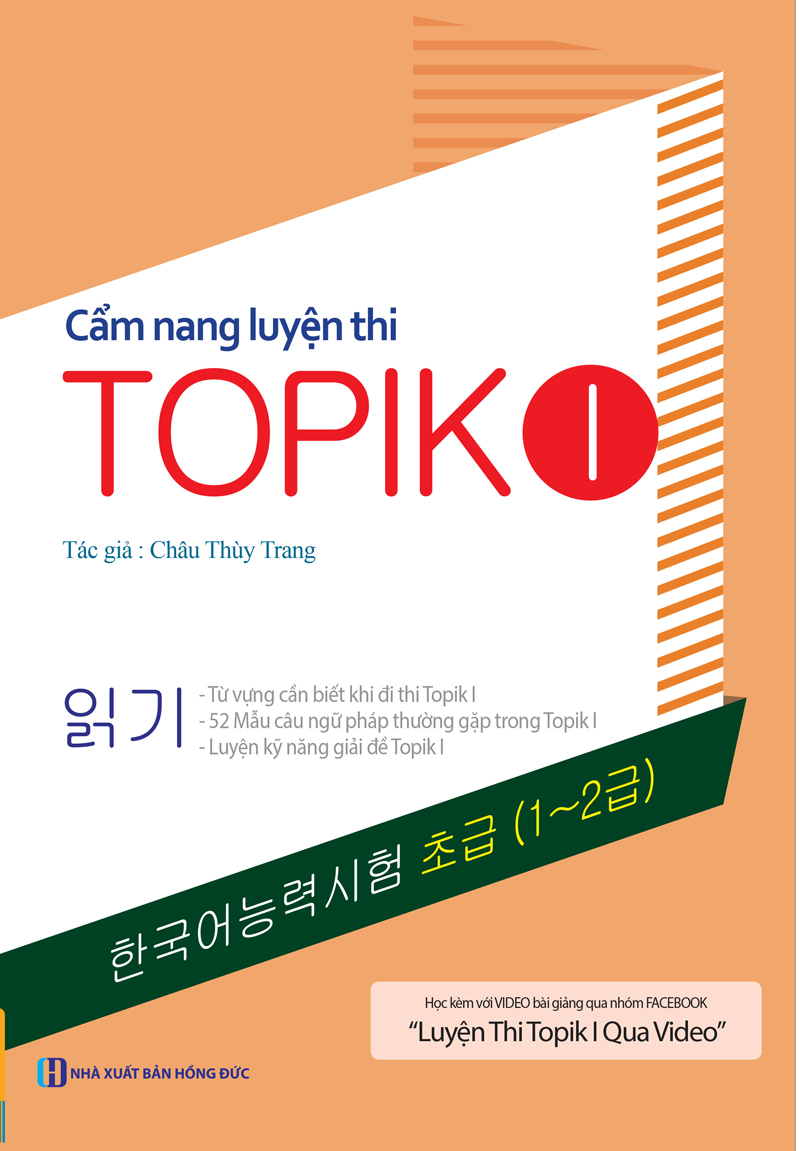 Cẩm nang luyện thi
TOPIK I
Tác giả : Châu Thùy Trang
읽기
- Từ vựng cần biết khi đi thi Topik I
- 52 Mẫu câu ngữ pháp thường gặp trong Topik I
- Luyện kỹ năng giải đề Topik I
한국어능력시험 초급 (1~2급)
Học kèm với VIDEO bài giảng qua nhóm FACEBOOK
“Luyện Thi Topik I Qua Video”
NHÀ XUẤT BẢN HỒNG ĐỨC